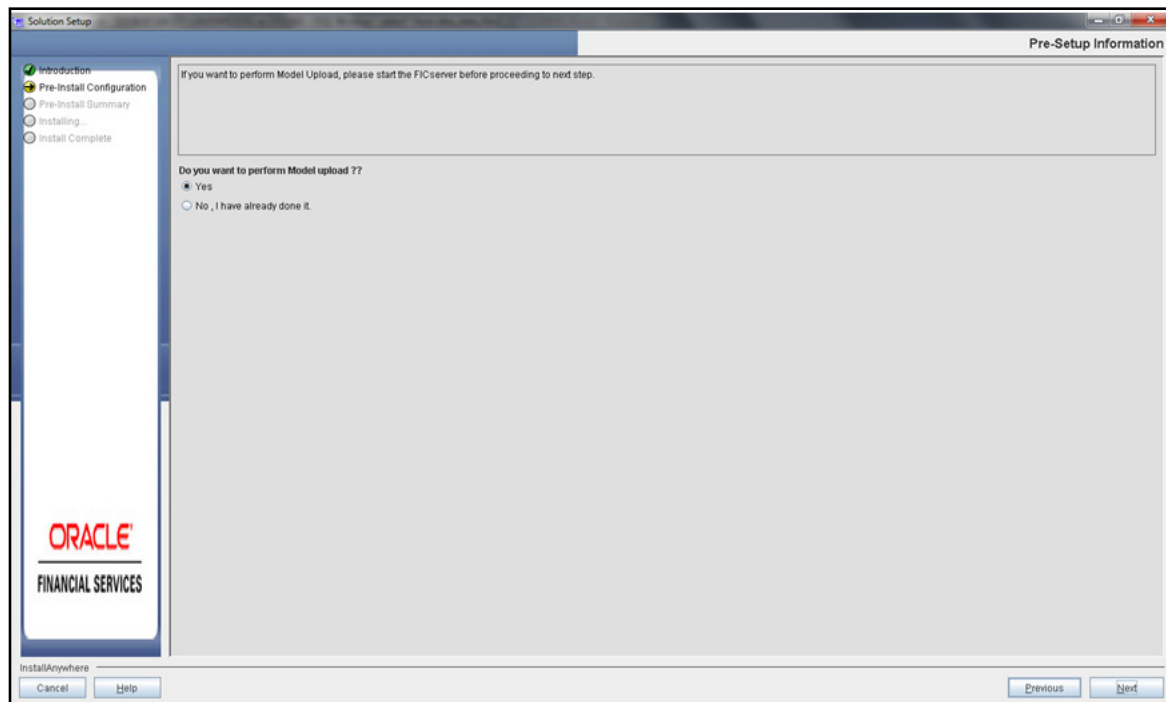 Solution Setup
Pre-Setup Information
Introduction
Pre-Install Configuration
Pre-Install Summary
Installing...
Install Complete
If you want to perform Model Upload, please start the FICserver before proceeding to next step.
Do you want to perform Model upload ??
Yes
No , I have already done it.
ORACLE
FINANCIAL SERVICES
InstallAnywhere
Cancel
Help
Previous
Next